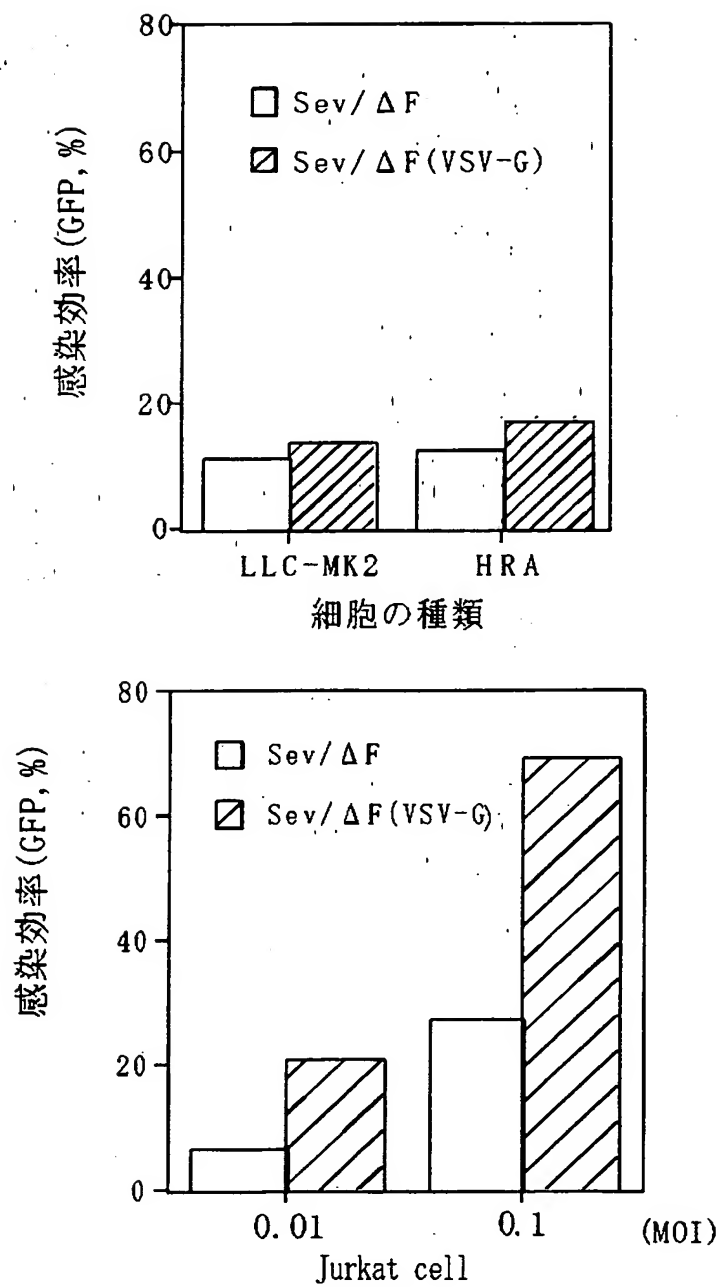 80
60
40
20
0
感染効率(GFP, %)
Sev/ΔF
Sev/ΔF(VSV-G)
LLC-MK2 HRA
細胞の種類
80
60
40
20
0
感染効率(GFP, %)
Sev/ΔF
Sev/ΔF(VSV-G)
0.01 0.1 (MOI)
Jurkat cell